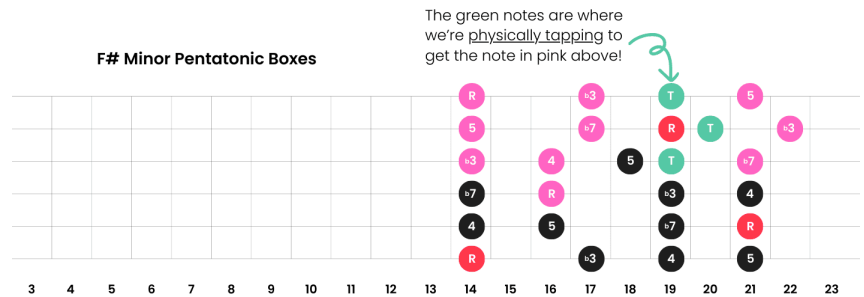 The green notes are where
we're physically tapping to
get the note in pink above!
F# Minor Pentatonic Boxes
R b3 T 5
5 b7 R T b3
b3 4 5 T b7
b7 R b3 4
4 5 b7 R
R b3 4 5
3 4 5 6 7 8 9 10 11 12 13 14 15 16 17 18 19 20 21 22 23